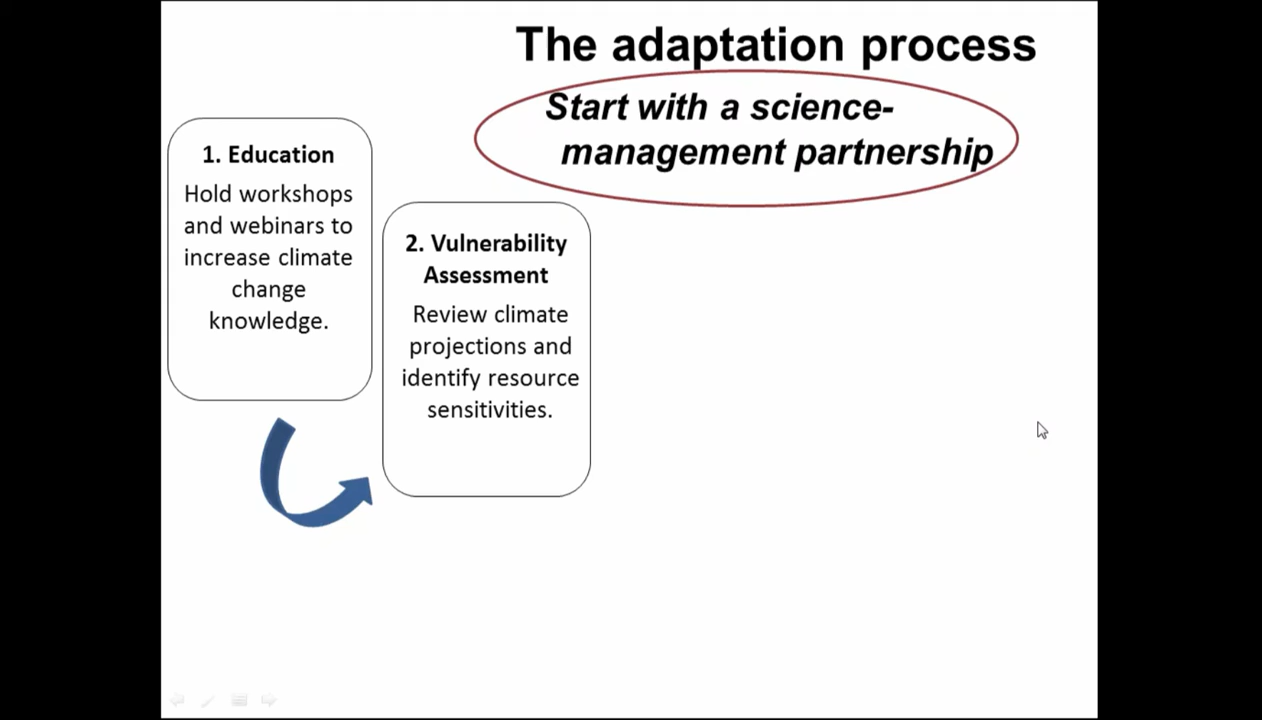 The adaptation process
Start with a science-
management partnership
1. Education
Hold workshops
and webinars to
increase climate
change
knowledge.
2. Vulnerability
Assessment
Review climate
projections and
identify resource
sensitivities.